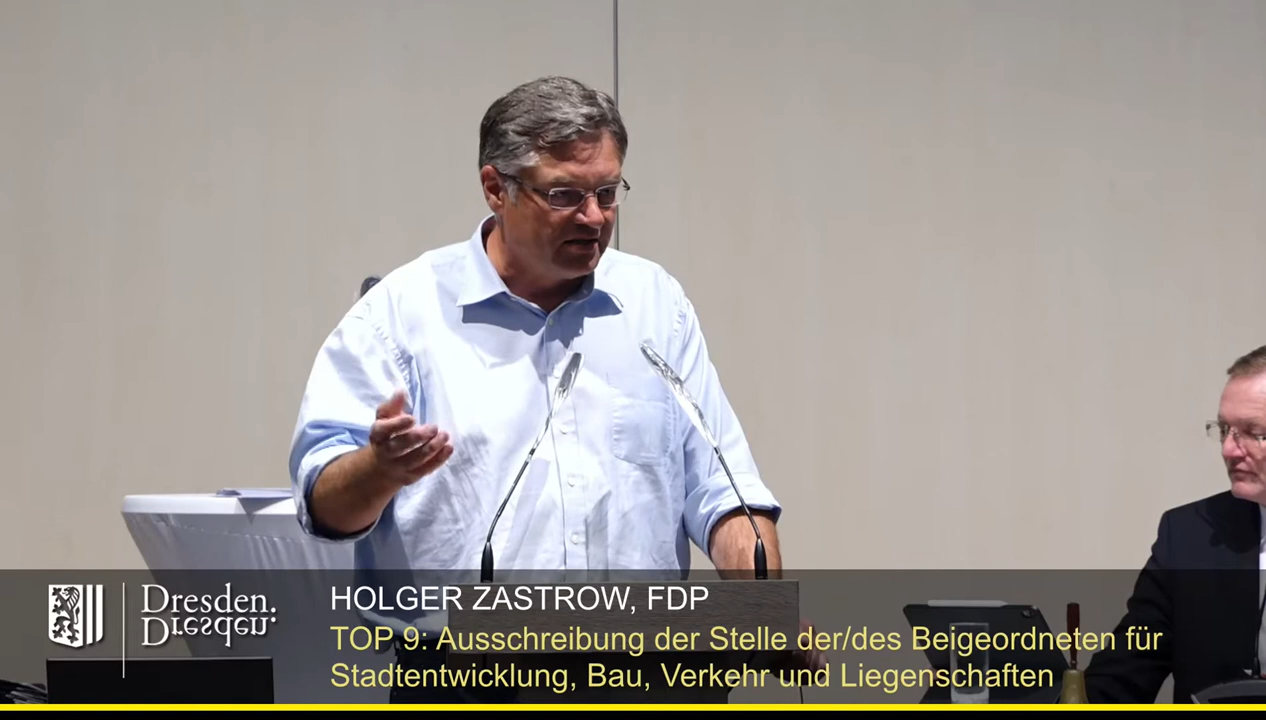 HOLGER ZASTROW, FDP
Dresden.
Dresden.
TOP 9: Ausschreibung der Stelle der/des Beigeordneten für
Stadtentwicklung, Bau, Verkehr und Liegenschaften